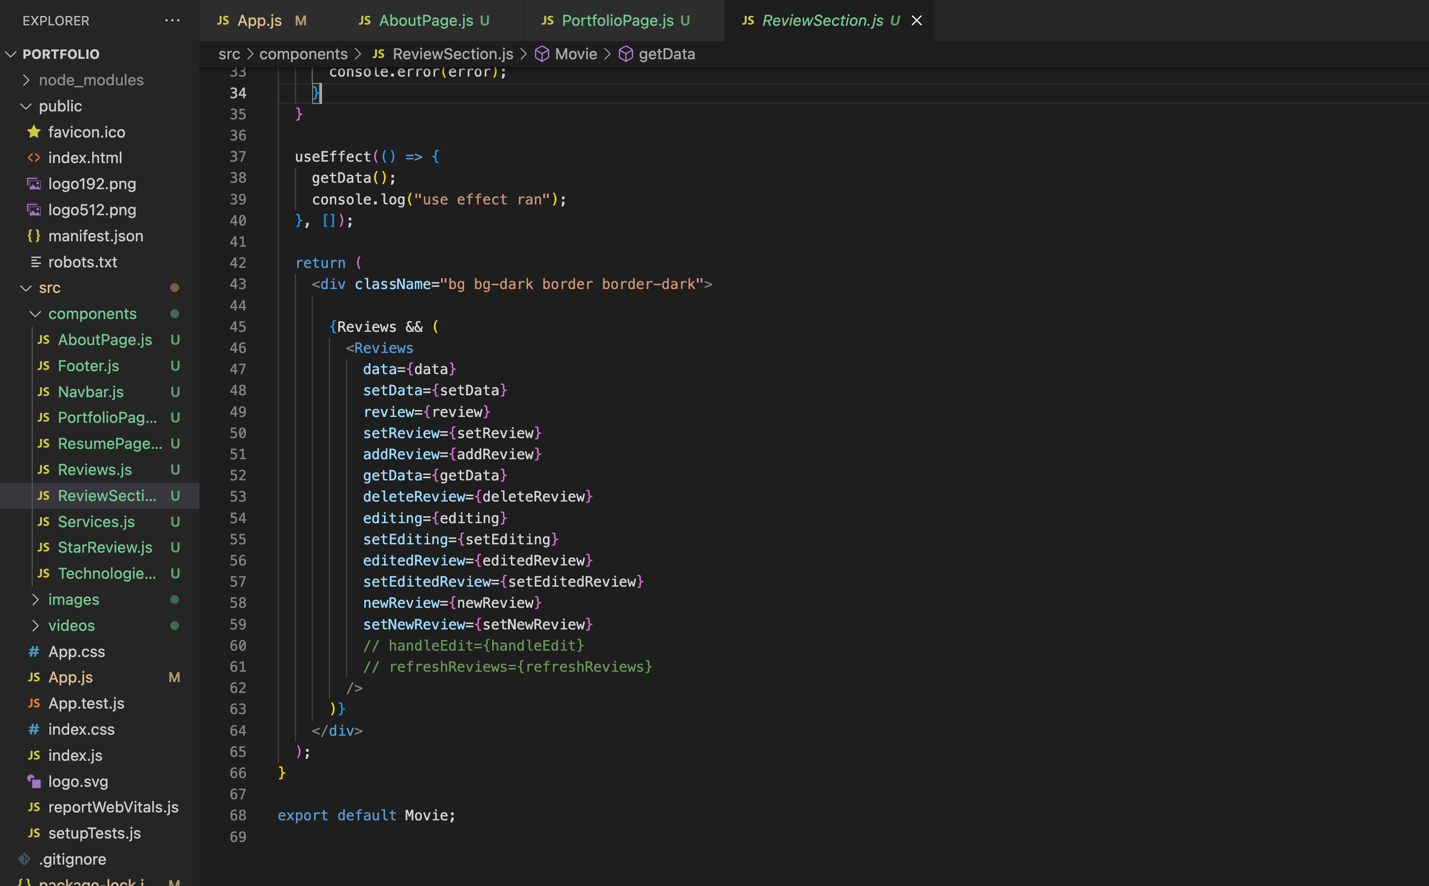 EXPLORER ···
PORTFOLIO
node_modules
public
favicon.ico
<> index.html
logo192.png
logo512.png
{} manifest.json
robots.txt
src
components
JS AboutPage.js U
JS Footer.js U
JS Navbar.js U
JS PortfolioPag... U
JS ResumePage... U
JS Reviews.js U
JS ReviewSecti... U
JS Services.js U
JS StarReview.js U
JS Technologie... U
images
videos
# App.css
JS App.js M
JS App.test.js
# index.css
JS index.js
logo.svg
JS reportWebVitals.js
JS setupTests.js
.gitignore
{} package-lock.j M
JS App.js M
JS AboutPage.js U
JS PortfolioPage.js U
JS ReviewSection.js U
src > components > JS ReviewSection.js > Movie > getData
33 console.error(error);
34 }
35 }
36
37 useEffect(() => {
38 getData();
39 console.log("use effect ran");
40 }, []);
41
42 return (
43 <div className="bg bg-dark border border-dark">
44
45 {Reviews && (
46 <Reviews
47 data={data}
48 setData={setData}
49 review={review}
50 setReview={setReview}
51 addReview={addReview}
52 getData={getData}
53 deleteReview={deleteReview}
54 editing={editing}
55 setEditing={setEditing}
56 editedReview={editedReview}
57 setEditedReview={setEditedReview}
58 newReview={newReview}
59 setNewReview={setNewReview}
60 // handleEdit={handleEdit}
61 // refreshReviews={refreshReviews}
62 />
63 )}
64 </div>
65 );
66 }
67
68 export default Movie;
69